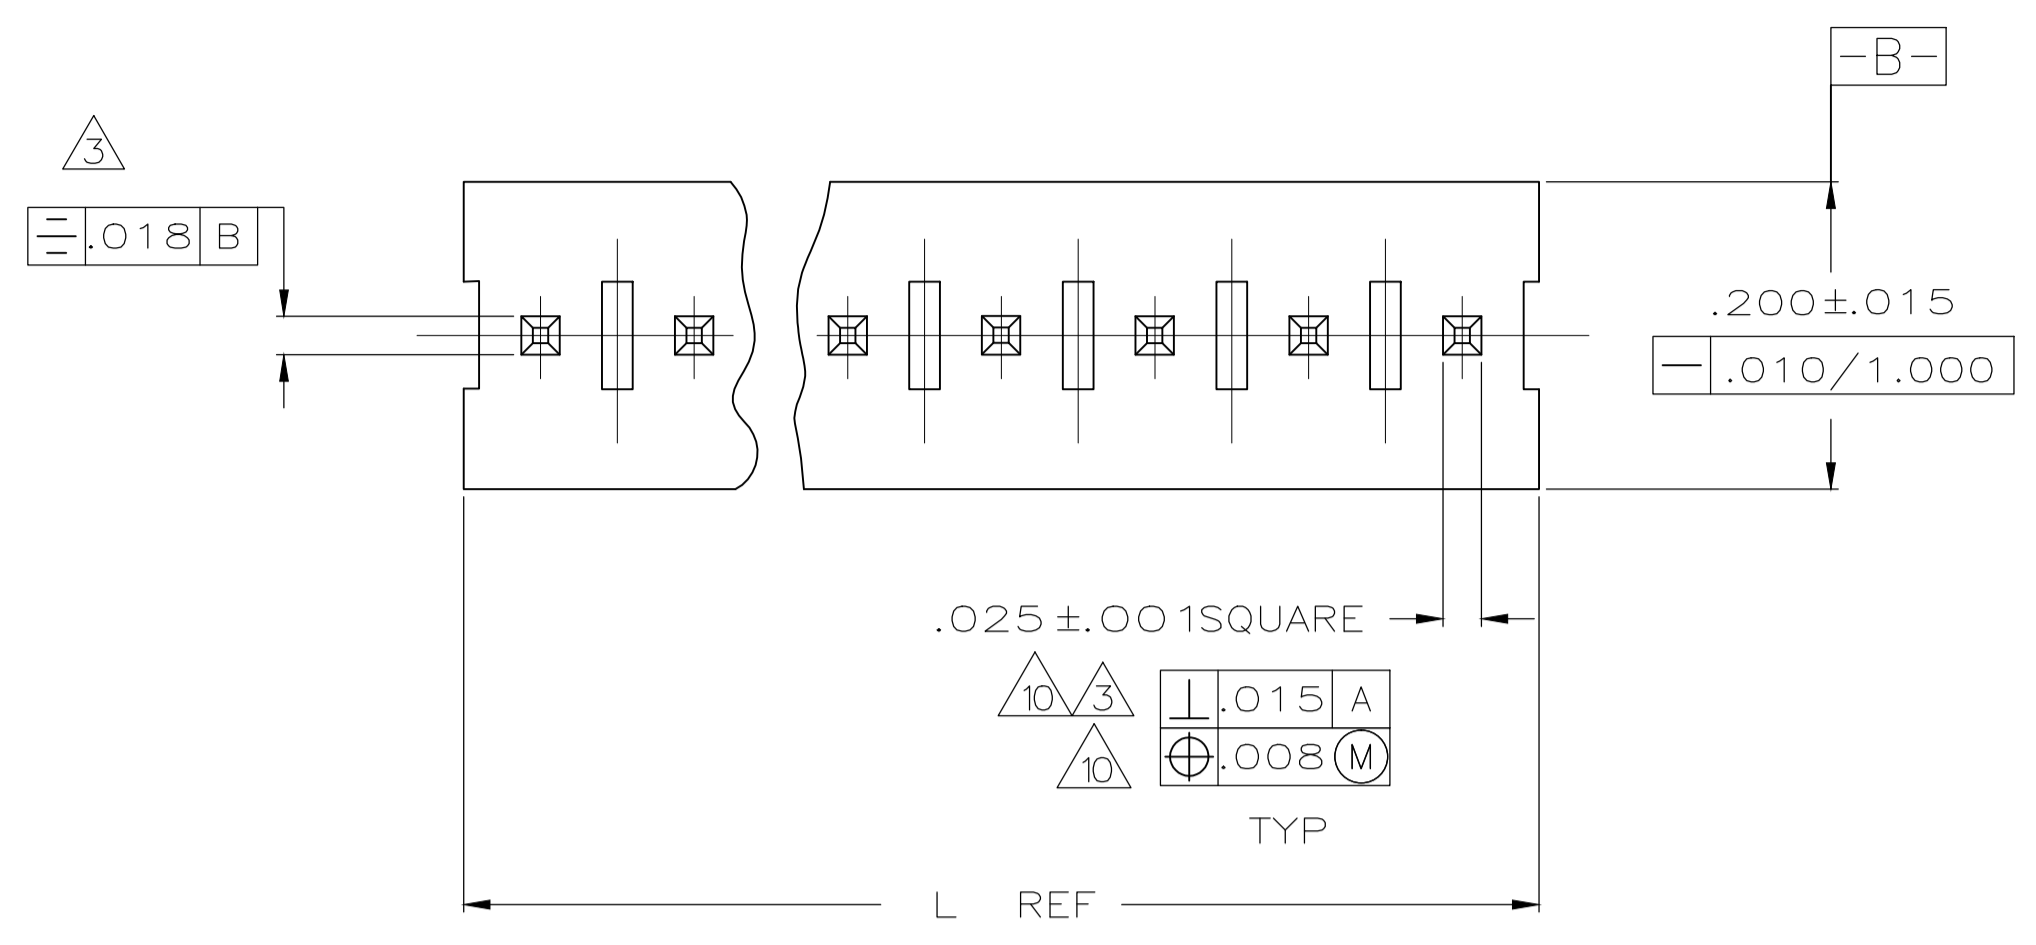 -B-
3
⌯ .018 B
.200±.015
— .010/1.000
.025±.001SQUARE
10 3 ⊥ .015 A
10 ⌖ .008 Ⓜ
TYP
L REF